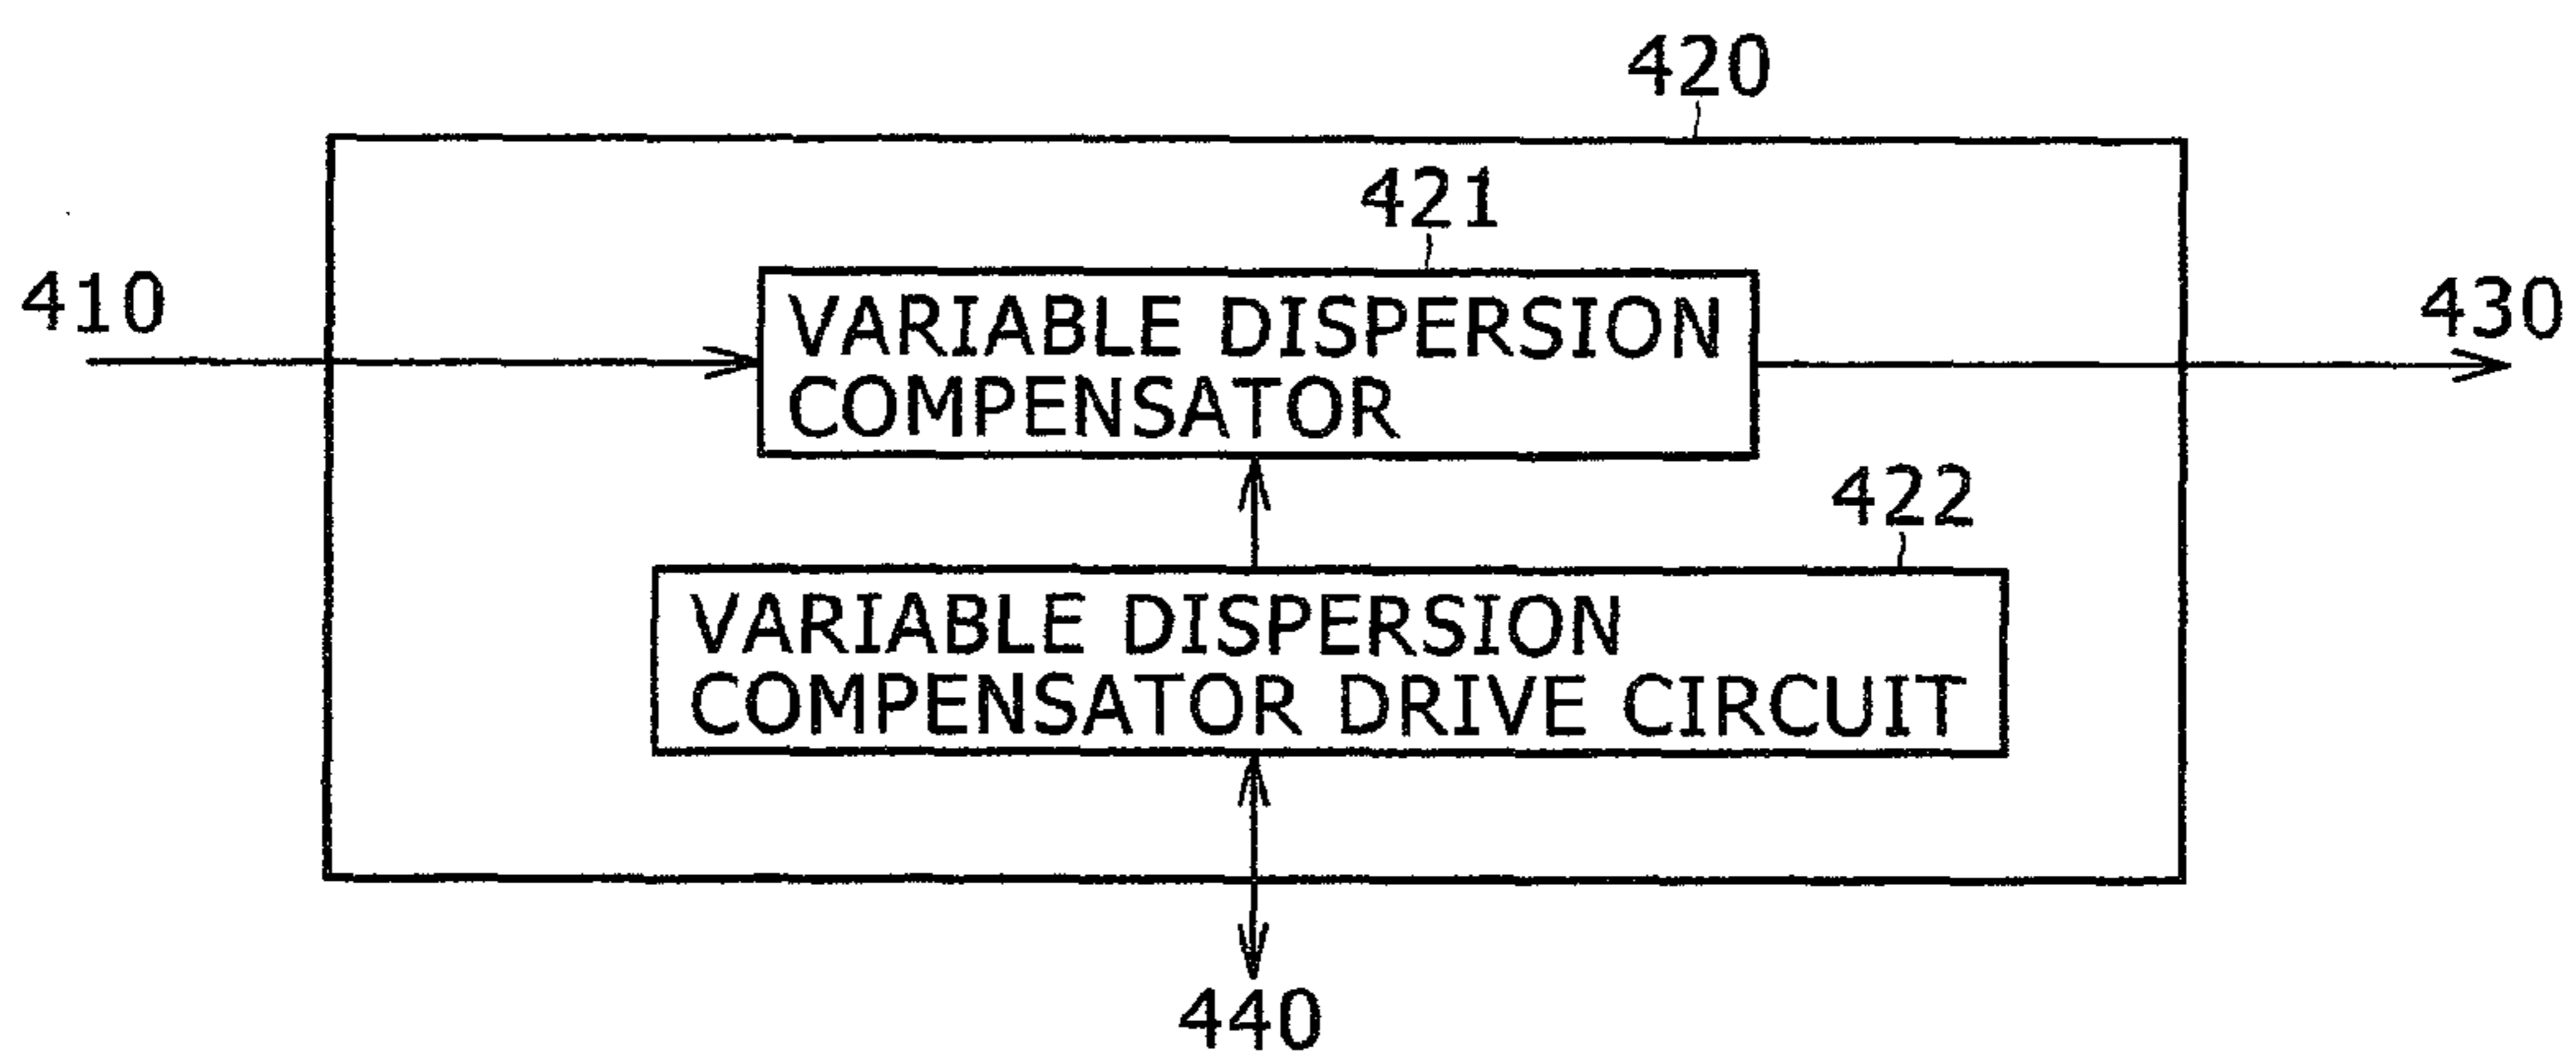 420
421
410
VARIABLE DISPERSION
COMPENSATOR
430
422
VARIABLE DISPERSION
COMPENSATOR DRIVE CIRCUIT
440